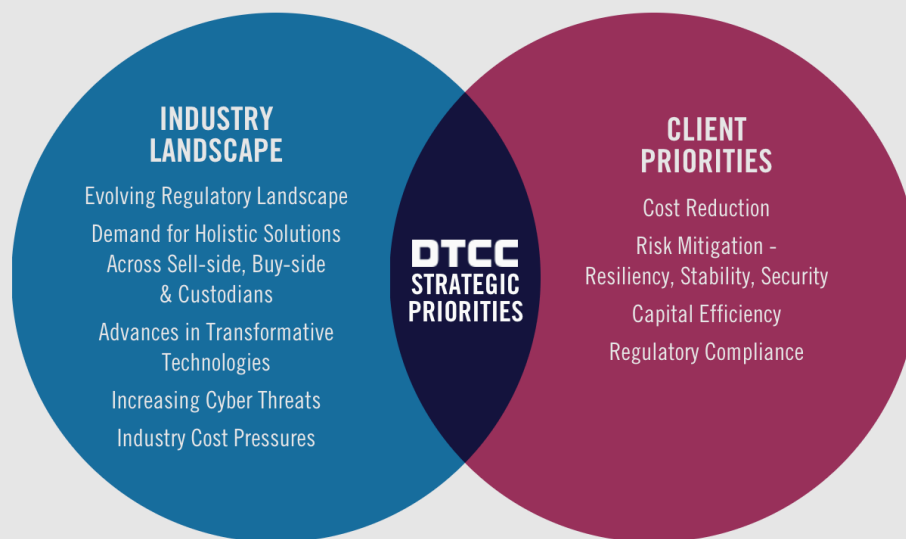 INDUSTRY
LANDSCAPE
Evolving Regulatory Landscape
Demand for Holistic Solutions
Across Sell-side, Buy-side
& Custodians
Advances in Transformative
Technologies
Increasing Cyber Threats
Industry Cost Pressures
DTCC
STRATEGIC
PRIORITIES
CLIENT
PRIORITIES
Cost Reduction
Risk Mitigation -
Resiliency, Stability, Security
Capital Efficiency
Regulatory Compliance